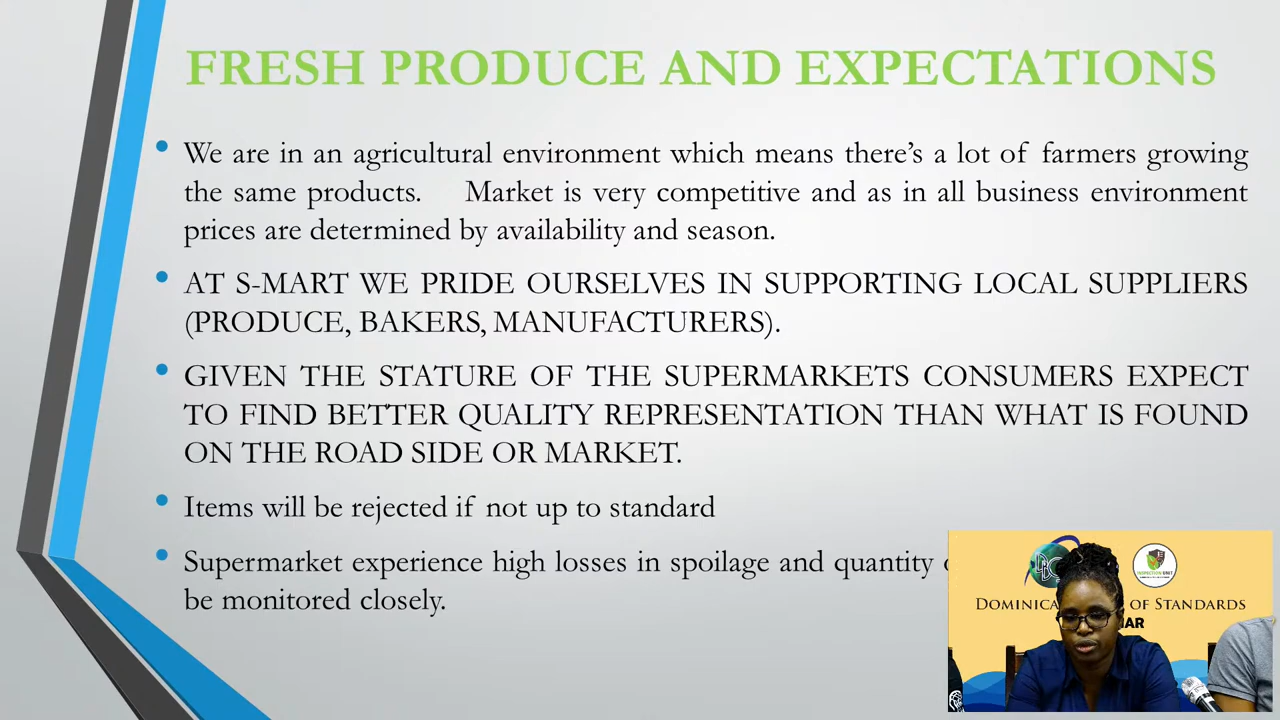 FRESH PRODUCE AND EXPECTATIONS
• We are in an agricultural environment which means there’s a lot of farmers growing
the same products. Market is very competitive and as in all business environment
prices are determined by availability and season.
• AT S-MART WE PRIDE OURSELVES IN SUPPORTING LOCAL SUPPLIERS
(PRODUCE, BAKERS, MANUFACTURERS).
• GIVEN THE STATURE OF THE SUPERMARKETS CONSUMERS EXPECT
TO FIND BETTER QUALITY REPRESENTATION THAN WHAT IS FOUND
ON THE ROAD SIDE OR MARKET.
• Items will be rejected if not up to standard
• Supermarket experience high losses in spoilage and quantity
be monitored closely.
INSPECTION UNIT
DOMINICA OF STANDARDS